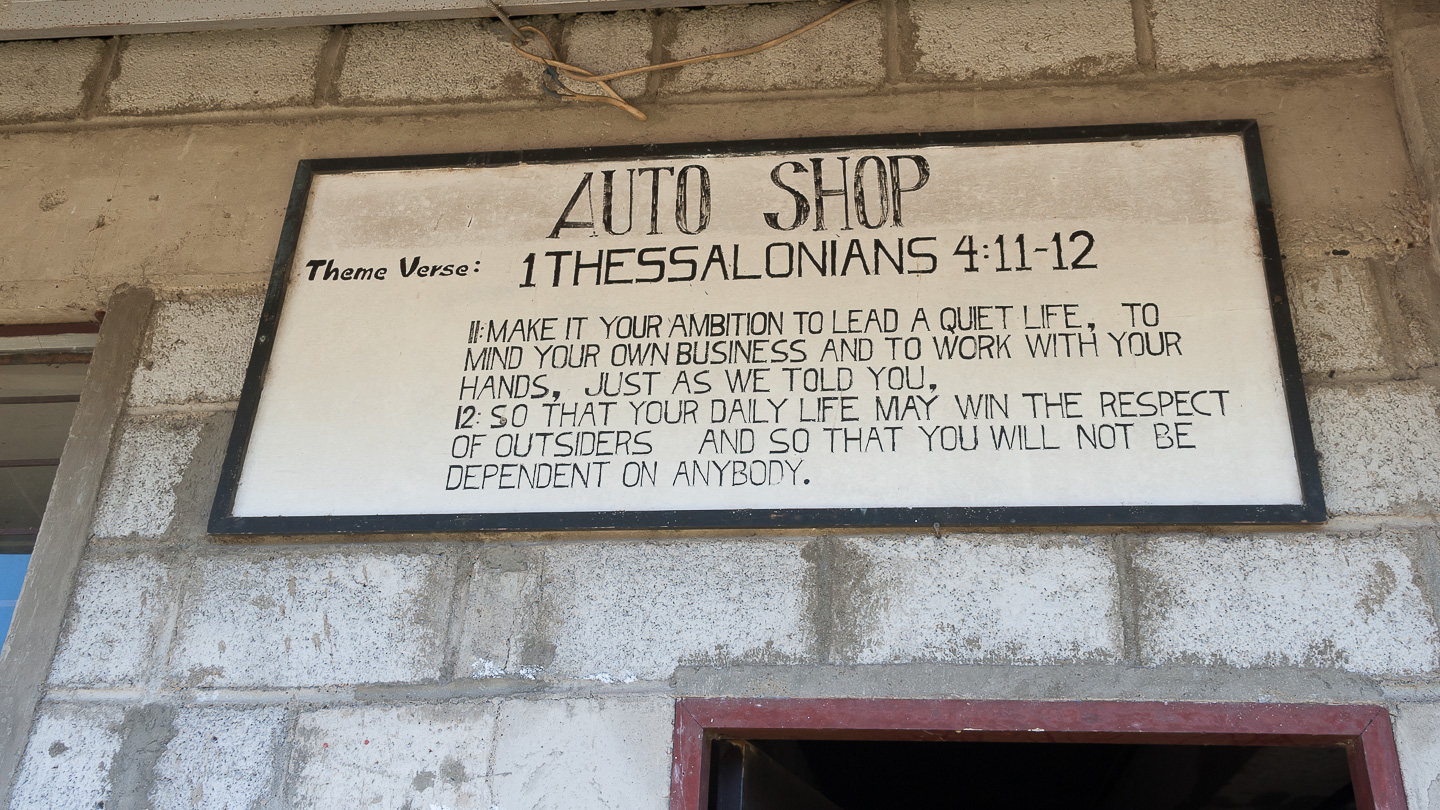 AUTO SHOP
Theme Verse: 1 THESSALONIANS 4:11-12
11: MAKE IT YOUR AMBITION TO LEAD A QUIET LIFE, TO
MIND YOUR OWN BUSINESS AND TO WORK WITH YOUR
HANDS, JUST AS WE TOLD YOU,
12: SO THAT YOUR DAILY LIFE MAY WIN THE RESPECT
OF OUTSIDERS AND SO THAT YOU WILL NOT BE
DEPENDENT ON ANYBODY.